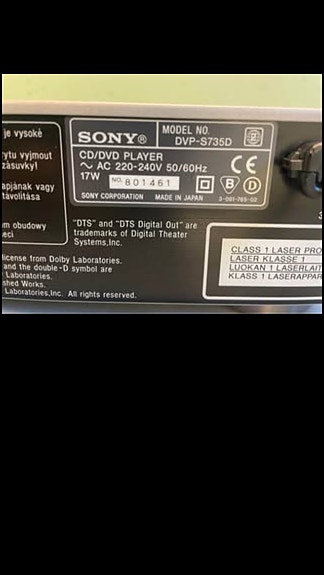 je vysoké
zásuvky!
rytu vyjmout
apjának vagy
távolítása
m obudowy
eci
SONY®
MODEL NO.
DVP-S735D
CD/DVD PLAYER
~ AC 220-240V 50/60Hz
17W
NO. 801461
CE
B D
SONY CORPORATION MADE IN JAPAN
3-061-765-02
"DTS" and "DTS Digital Out" are
trademarks of Digital Theater
Systems,Inc.
license from Dolby Laboratories.
and the double-D symbol are
Laboratories.
shed Works.
Laboratories,Inc. All rights reserved.
CLASS 1 LASER PRO
LASER KLASSE 1
LUOKAN 1 LASERLAIT
KLASS 1 LASERAPPAR